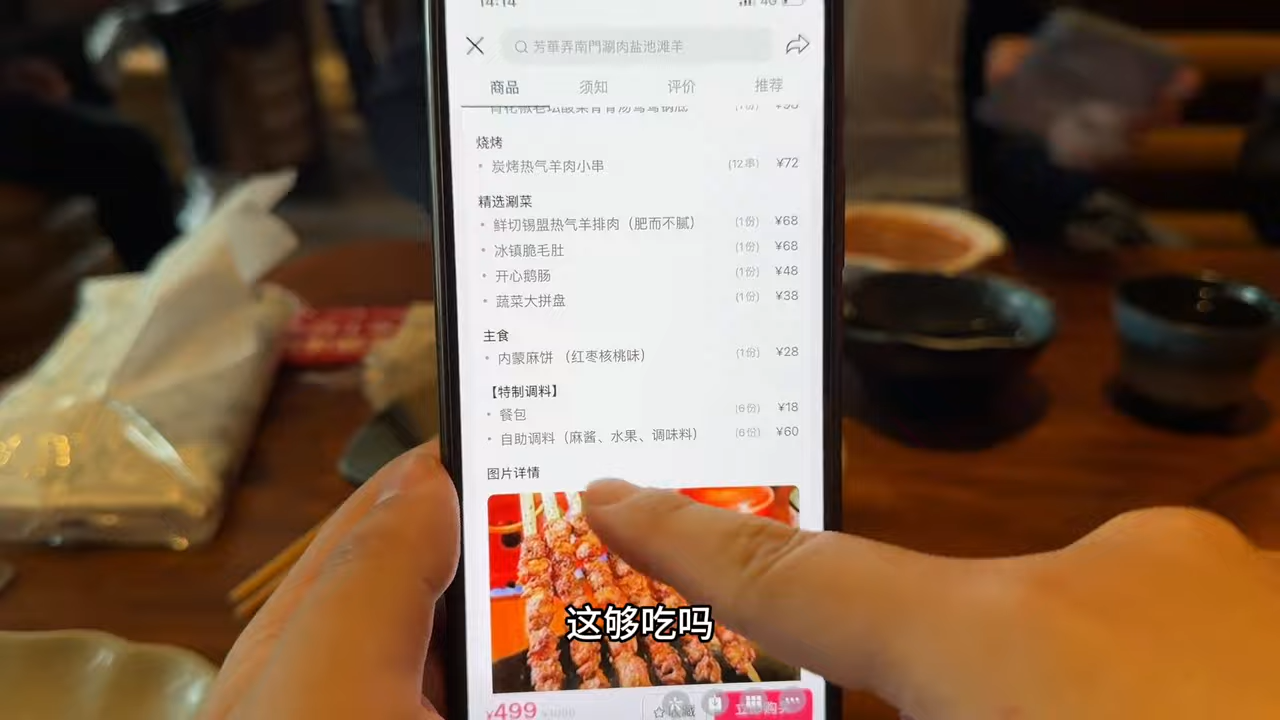 14:14
4G
芳華弄南門涮肉盐池滩羊
商品 须知 评价 推荐
烧烤
• 炭烤热气羊肉小串 (12串) ¥72
精选涮菜
• 鲜切锡盟热气羊排肉（肥而不腻） (1份) ¥68
• 冰镇脆毛肚 (1份) ¥68
• 开心鹅肠 (1份) ¥48
• 蔬菜大拼盘 (1份) ¥38
主食
• 内蒙麻饼 （红枣核桃味） (1份) ¥28
【特制调料】
• 餐包 (6份) ¥18
• 自助调料（麻酱、水果、调味料） (6份) ¥60
图片详情
这够吃吗
¥499